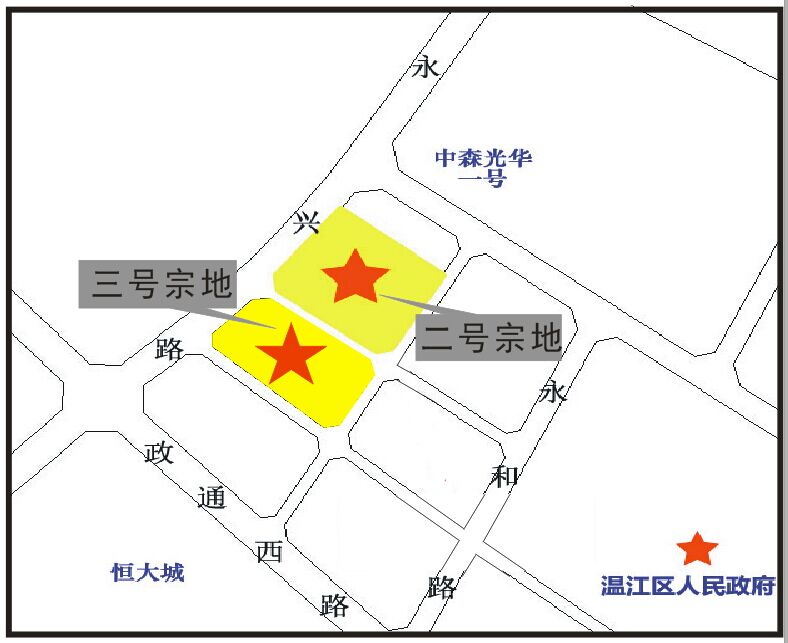 永
中森光华
一号
兴
三号宗地
二号宗地
路
永
政
和
通
西
恒大城
路
路
温江区人民政府